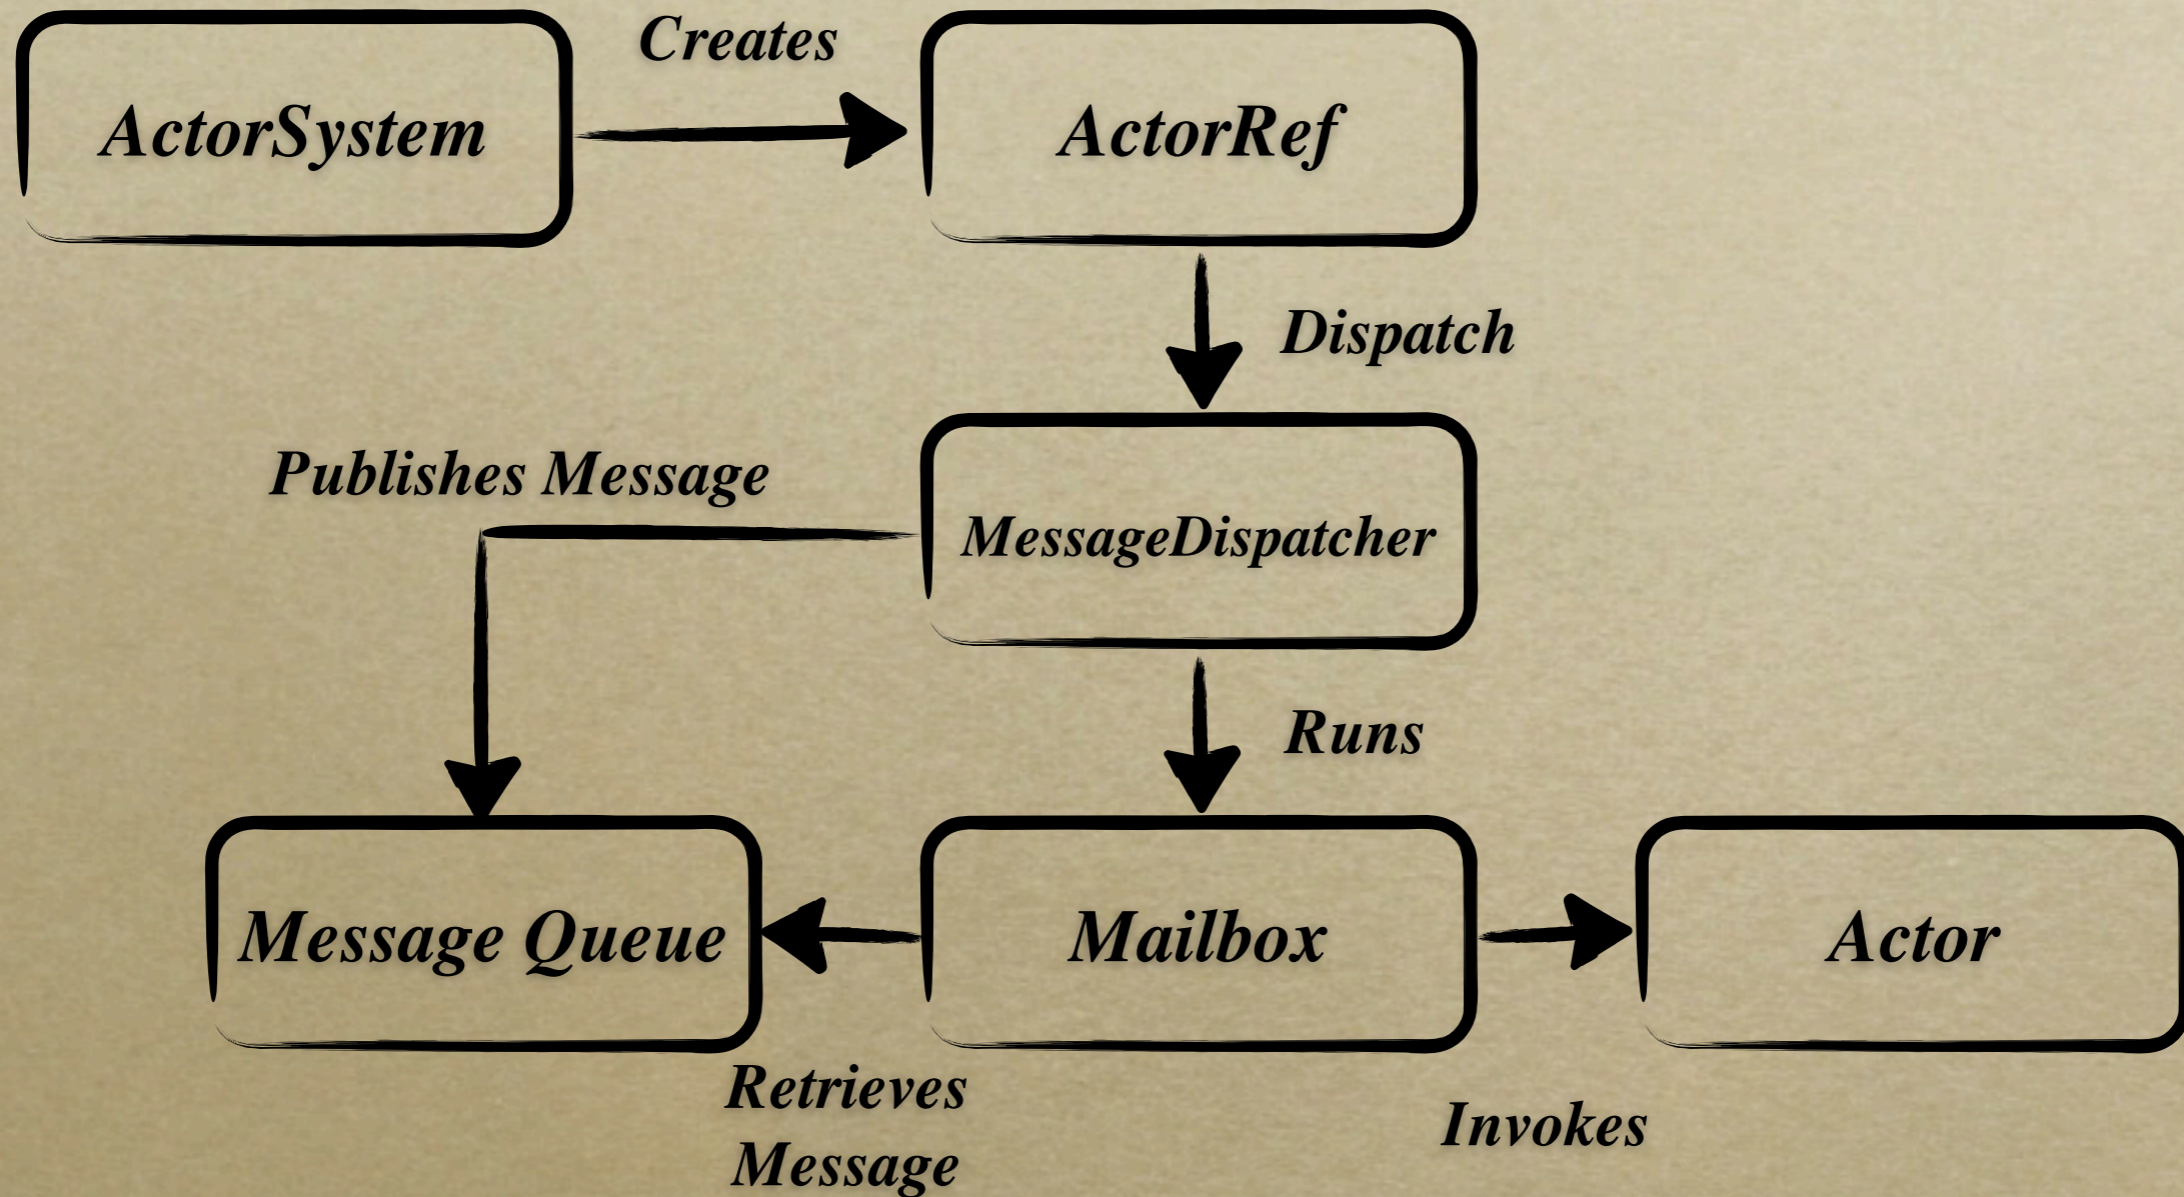 Creates
ActorSystem
ActorRef
Dispatch
Publishes Message
MessageDispatcher
Runs
Message Queue
Mailbox
Actor
Retrieves
Message
Invokes